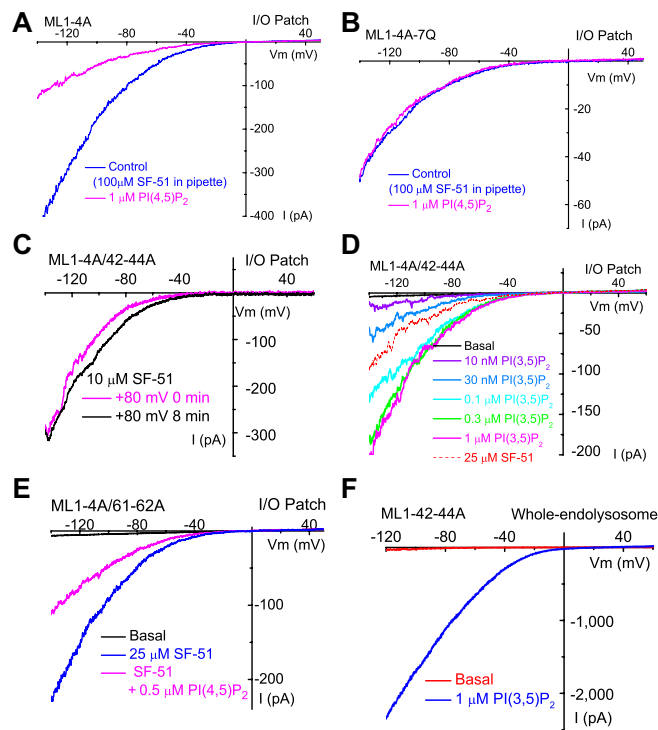 A
ML1-4A
I/O Patch
-120 -80 -40
Vm (mV)
-100
-200
-300
-400
Control
(100μM SF-51 in pipette)
1 μM PI(4,5)P2
I (pA)
B
ML1-4A-7Q
I/O Patch
-120 -80 -40
Vm (mV)
-20
-40
-60
Control
(100 μM SF-51 in pipette)
1 μM PI(4,5)P2
I (pA)
C
ML1-4A/42-44A
I/O Patch
-120 -80 -40
Vm (mV)
-100
-200
-300
10 μM SF-51
+80 mV 0 min
+80 mV 8 min
I (pA)
D
ML1-4A/42-44A
I/O Patch
-120 -80 -40
Vm (mV)
-50
-100
-150
-200
Basal
10 nM PI(3,5)P2
30 nM PI(3,5)P2
0.1 μM PI(3,5)P2
0.3 μM PI(3,5)P2
1 μM PI(3,5)P2
25 μM SF-51
I (pA)
E
ML1-4A/61-62A
I/O Patch
-120 -80 -40
Vm (mV)
-100
-200
Basal
25 μM SF-51
SF-51
+ 0.5 μM PI(4,5)P2
I (pA)
F
ML1-42-44A
Whole-endolysosome
-120 -80 -40 0 40
Vm (mV)
-1,000
-2,000
Basal
1 μM PI(3,5)P2
I (pA)